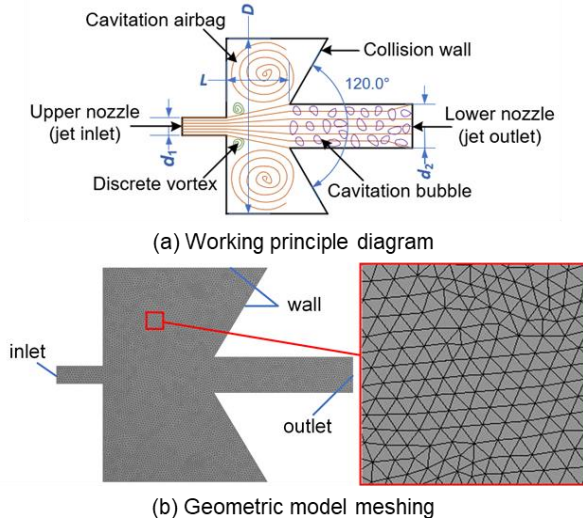 Cavitation airbag
D
Collision wall
L
120.0°
Upper nozzle
(jet inlet)
d₁
Lower nozzle
(jet outlet)
d₂
Discrete vortex
Cavitation bubble
(a) Working principle diagram
wall
inlet
outlet
(b) Geometric model meshing